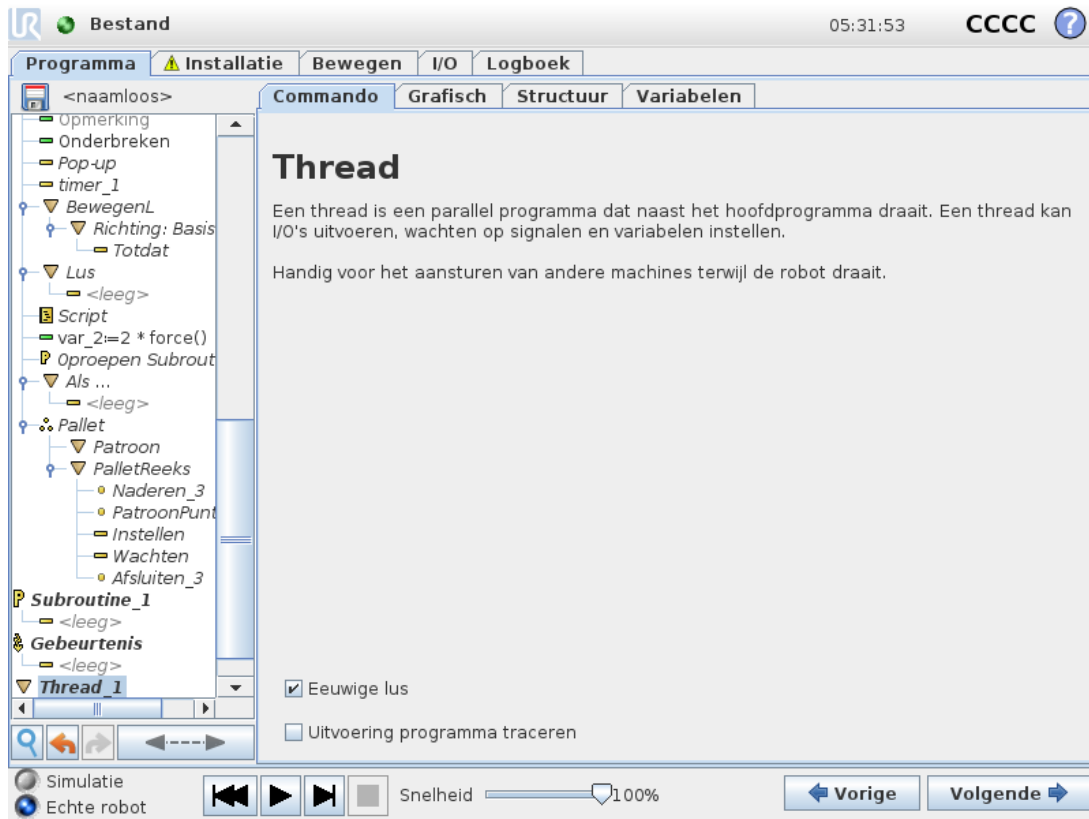 UR Bestand 05:31:53 CCCC ?
Programma Installatie Bewegen I/O Logboek
<naamloos>
Commando Grafisch Structuur Variabelen
Opmerking
Onderbreken
Pop-up
timer_1
BewegenL
Richting: Basis
Totdat
Lus
<leeg>
Script
var_2:=2 * force()
Oproepen Subrout
Als ...
<leeg>
Pallet
Patroon
PalletReeks
Naderen_3
PatroonPunt
Instellen
Wachten
Afsluiten_3
Subroutine_1
<leeg>
Gebeurtenis
<leeg>
Thread_1
Thread
Een thread is een parallel programma dat naast het hoofdprogramma draait. Een thread kan
I/O's uitvoeren, wachten op signalen en variabelen instellen.
Handig voor het aansturen van andere machines terwijl de robot draait.
Eeuwige lus
Uitvoering programma traceren
Simulatie
Echte robot
Snelheid 100%
Vorige
Volgende